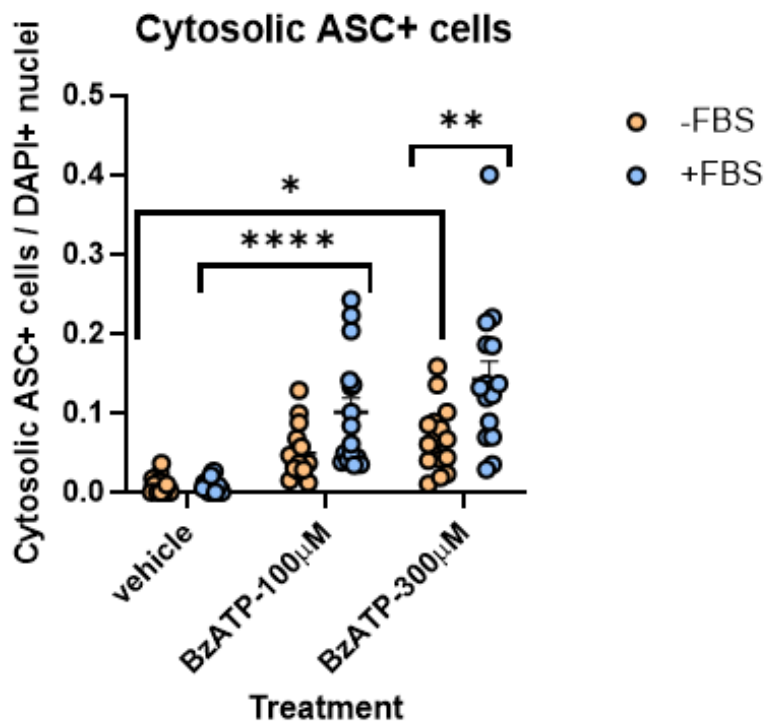 Cytosolic ASC+ cells
Cytosolic ASC+ cells / DAPI+ nuclei
0.5
0.4
0.3
0.2
0.1
0.0
**
*
****
-FBS
+FBS
vehicle
BzATP-100μM
BzATP-300μM
Treatment